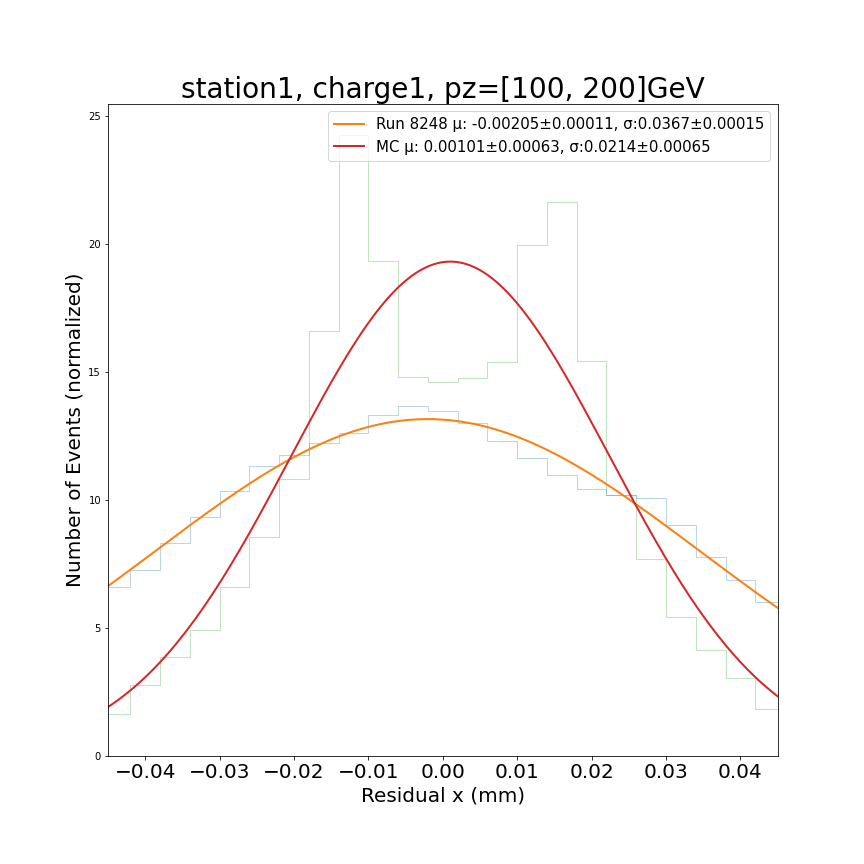 station1, charge1, pz=[100, 200]GeV
Run 8248 μ: -0.00205±0.00011, σ:0.0367±0.00015
MC μ: 0.00101±0.00063, σ:0.0214±0.00065
25
20
15
10
5
0
Number of Events (normalized)
−0.04 −0.03 −0.02 −0.01 0.00 0.01 0.02 0.03 0.04
Residual x (mm)